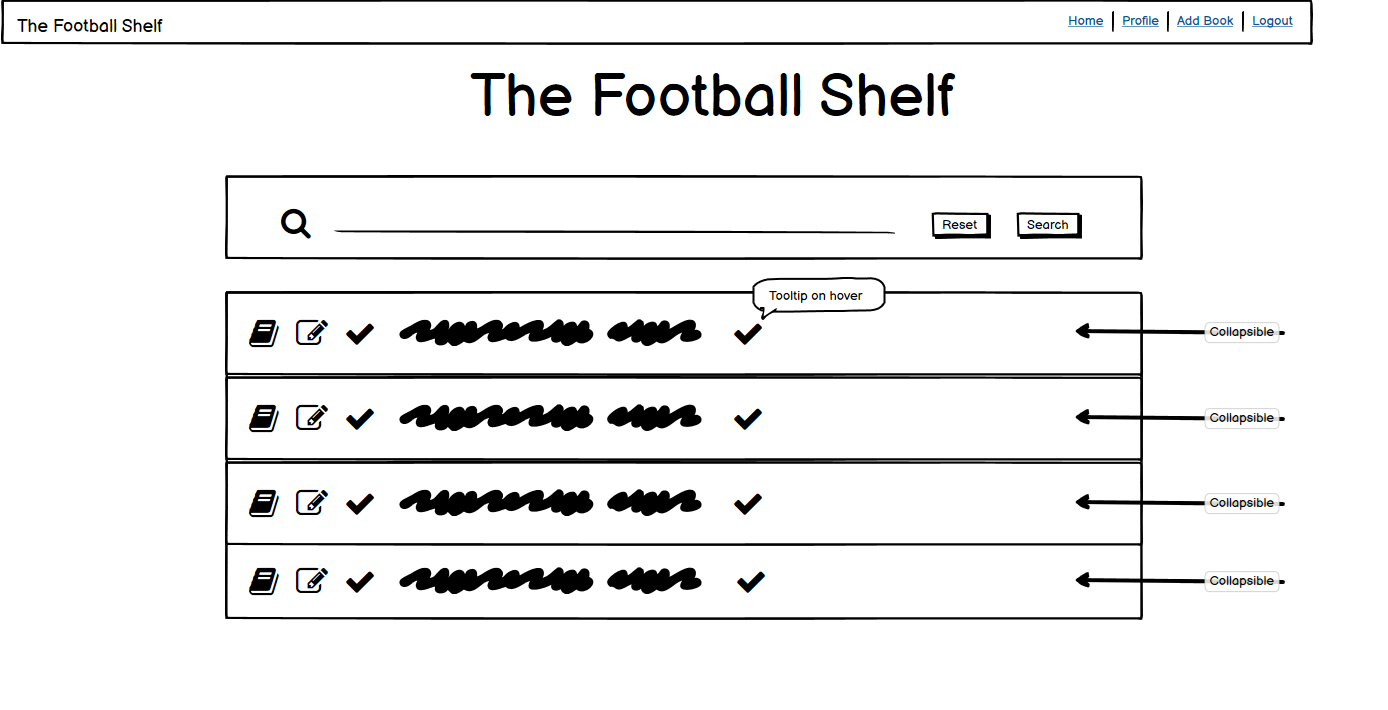 The Football Shelf
Home Profile Add Book Logout
The Football Shelf
Reset Search
Tooltip on hover
Collapsible
Collapsible
Collapsible
Collapsible